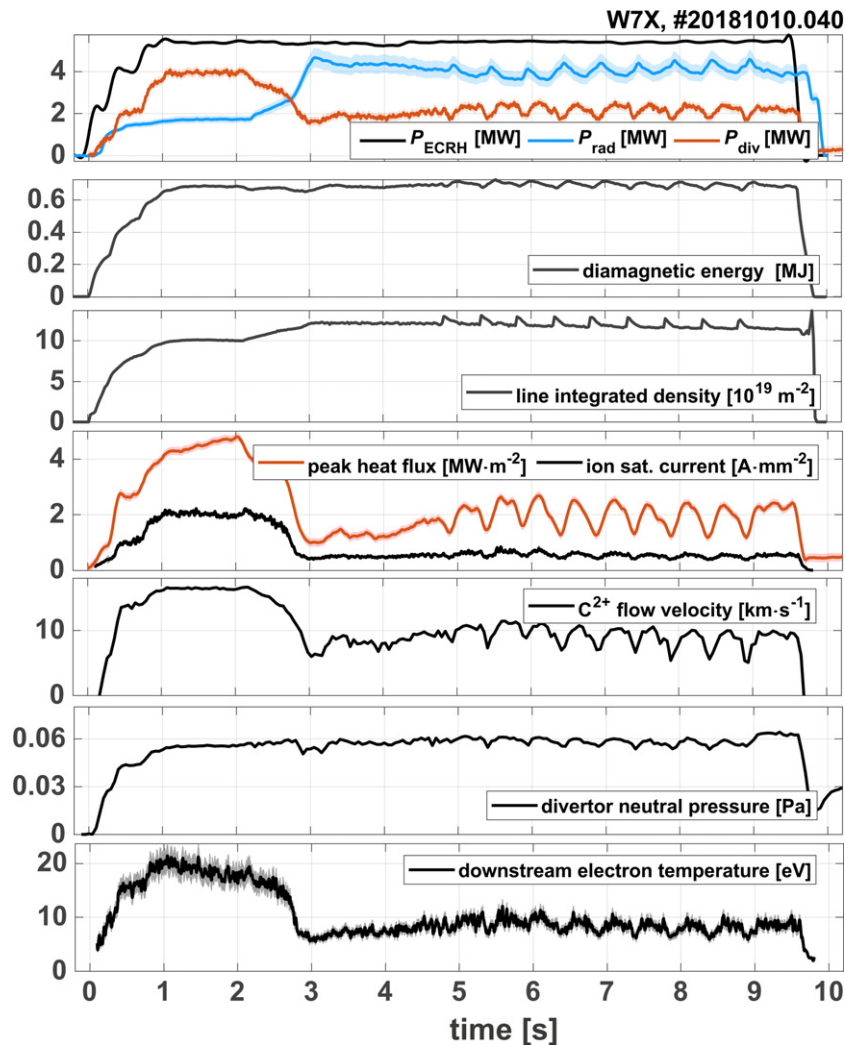 W7X, #20181010.040
4
2
0
P_ECRH [MW] P_rad [MW] P_div [MW]
0.6
0.4
0.2
0
diamagnetic energy [MJ]
10
5
0
line integrated density [10^19 m^-2]
4
2
0
peak heat flux [MW·m^-2] ion sat. current [A·mm^-2]
10
0
C^2+ flow velocity [km·s^-1]
0.06
0.03
0
divertor neutral pressure [Pa]
20
10
0
downstream electron temperature [eV]
0 1 2 3 4 5 6 7 8 9 10
time [s]